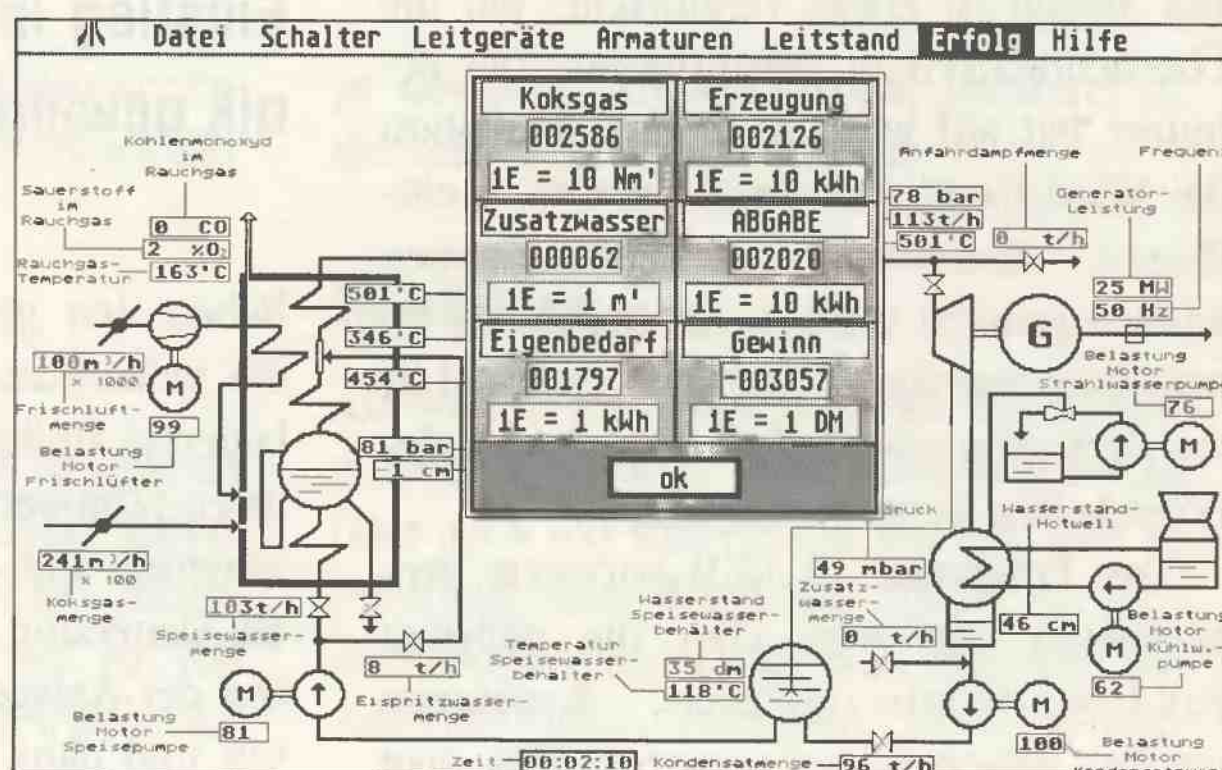 Datei Schalter Leitgeräte Armaturen Leitstand Erfolg Hilfe
Koksgas
002586
1E = 10 Nm'
Erzeugung
002126
1E = 10 kWh
Zusatzwasser
000062
1E = 1 m'
ABGABE
002020
1E = 10 kWh
Eigenbedarf
001797
1E = 1 kWh
Gewinn
-003057
1E = 1 DM
ok
Kohlenmonoxyd
im
Rauchgas
0 CO
Sauerstoff
im
Rauchgas
2 %O₂
Rauchgas-
Temperatur
163°C
100m³/h
x 1000
Frischluft-
menge
M
99
Belastung
Motor
Frischlüfter
241m³/h
x 100
Koksgas-
menge
501°C
346°C
454°C
81 bar
-1 cm
103t/h
Speisewasser-
menge
8 t/h
Eispritzwasser-
menge
M
Belastung
Motor
Speisepumpe
81
Temperatur
Speisewasser-
behälter
118°C
Wasserstand
Speisewasser-
behälter
35 dm
Zeit
00:02:10
Kondensatmenge
96 t/h
78 bar
113t/h
501°C
Anfahrdampfmenge
0 t/h
Frequen
Generator-
Leistung
25 MW
50 Hz
G
Belastung
Motor
Strahlwasserpumpe
76
M
druck
49 mbar
Zusatz-
wasser-
menge
0 t/h
Wasserstand-
Hotwell
46 cm
Belastung
Motor
Kühlw.-
pumpe
M
62
M
100
Belastung
Motor